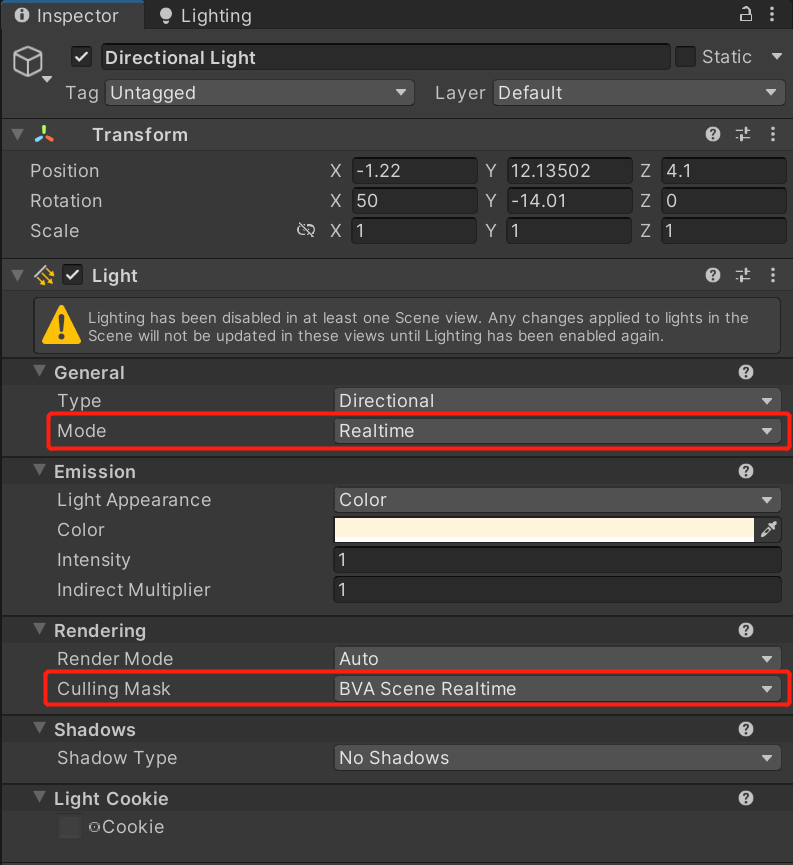 Inspector Lighting
Directional Light Static
Tag Untagged Layer Default
Transform
Position X -1.22 Y 12.13502 Z 4.1
Rotation X 50 Y -14.01 Z 0
Scale X 1 Y 1 Z 1
Light
Lighting has been disabled in at least one Scene view. Any changes applied to lights in the
Scene will not be updated in these views until Lighting has been enabled again.
General
Type Directional
Mode Realtime
Emission
Light Appearance Color
Color
Intensity 1
Indirect Multiplier 1
Rendering
Render Mode Auto
Culling Mask BVA Scene Realtime
Shadows
Shadow Type No Shadows
Light Cookie
Cookie